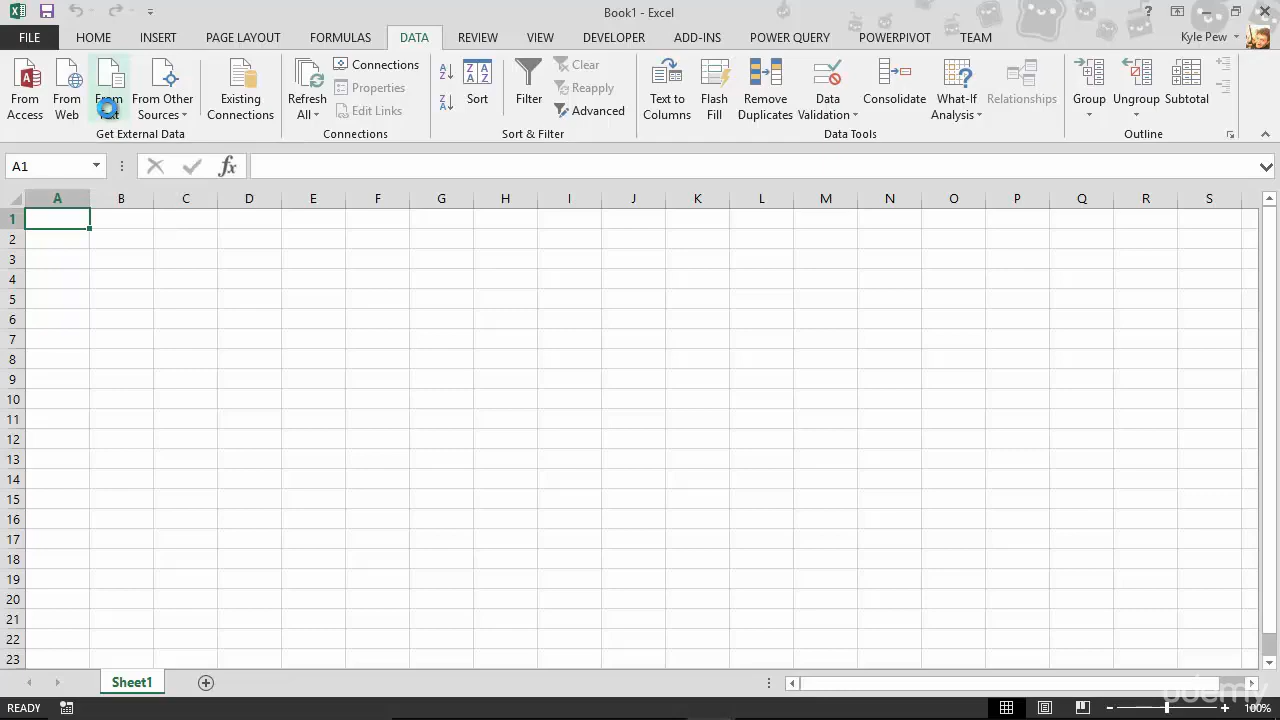 Book1 - Excel
FILE HOME INSERT PAGE LAYOUT FORMULAS DATA REVIEW VIEW DEVELOPER ADD-INS POWER QUERY POWERPIVOT TEAM Kyle Pew
From Access
From Web
From Text
From Other Sources
Existing Connections
Get External Data
Refresh All
Connections
Properties
Edit Links
Connections
Sort
Filter
Clear
Reapply
Advanced
Sort & Filter
Text to Columns
Flash Fill
Remove Duplicates
Data Validation
Consolidate
What-If Analysis
Relationships
Data Tools
Group
Ungroup
Subtotal
Outline
A1
fx
A B C D E F G H I J K L M N O P Q R S
1
2
3
4
5
6
7
8
9
10
11
12
13
14
15
16
17
18
19
20
21
22
23
Sheet1
udemy
READY 100%